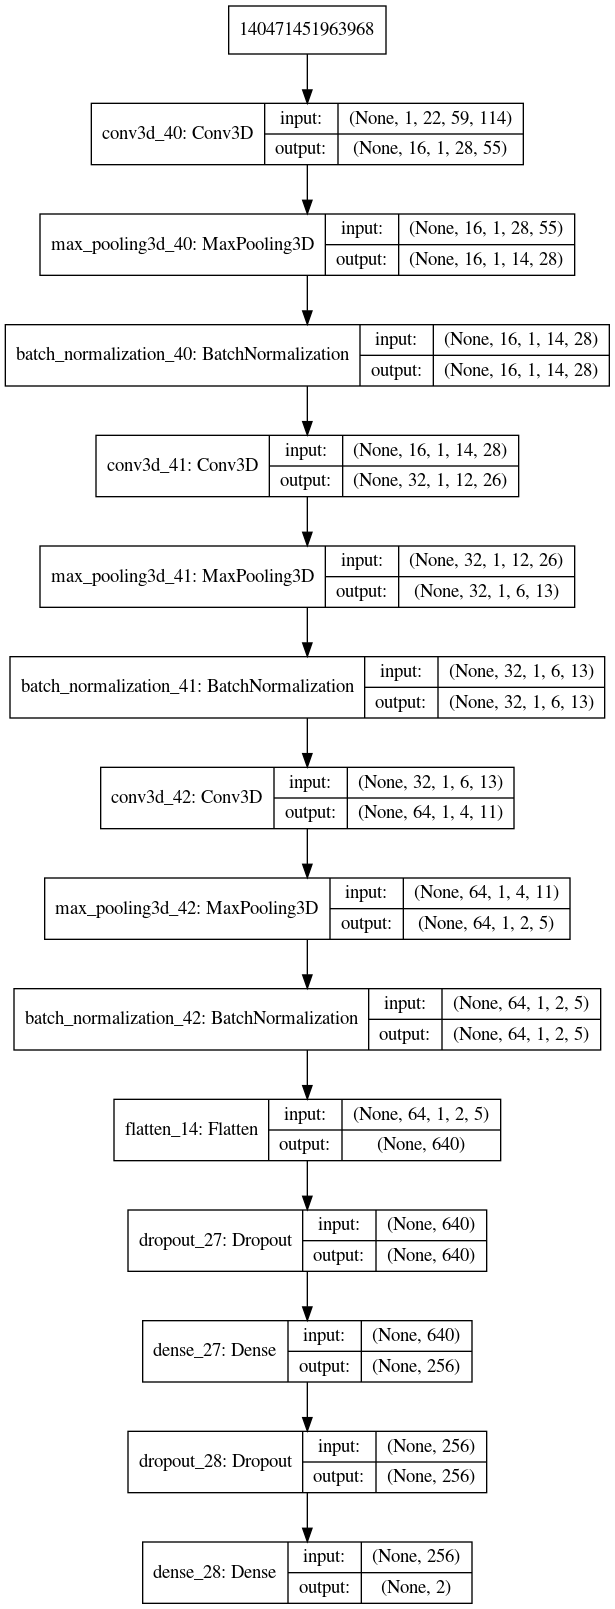 140471451963968
conv3d_40: Conv3D
input: (None, 1, 22, 59, 114)
output: (None, 16, 1, 28, 55)
max_pooling3d_40: MaxPooling3D
input: (None, 16, 1, 28, 55)
output: (None, 16, 1, 14, 28)
batch_normalization_40: BatchNormalization
input: (None, 16, 1, 14, 28)
output: (None, 16, 1, 14, 28)
conv3d_41: Conv3D
input: (None, 16, 1, 14, 28)
output: (None, 32, 1, 12, 26)
max_pooling3d_41: MaxPooling3D
input: (None, 32, 1, 12, 26)
output: (None, 32, 1, 6, 13)
batch_normalization_41: BatchNormalization
input: (None, 32, 1, 6, 13)
output: (None, 32, 1, 6, 13)
conv3d_42: Conv3D
input: (None, 32, 1, 6, 13)
output: (None, 64, 1, 4, 11)
max_pooling3d_42: MaxPooling3D
input: (None, 64, 1, 4, 11)
output: (None, 64, 1, 2, 5)
batch_normalization_42: BatchNormalization
input: (None, 64, 1, 2, 5)
output: (None, 64, 1, 2, 5)
flatten_14: Flatten
input: (None, 64, 1, 2, 5)
output: (None, 640)
dropout_27: Dropout
input: (None, 640)
output: (None, 640)
dense_27: Dense
input: (None, 640)
output: (None, 256)
dropout_28: Dropout
input: (None, 256)
output: (None, 256)
dense_28: Dense
input: (None, 256)
output: (None, 2)